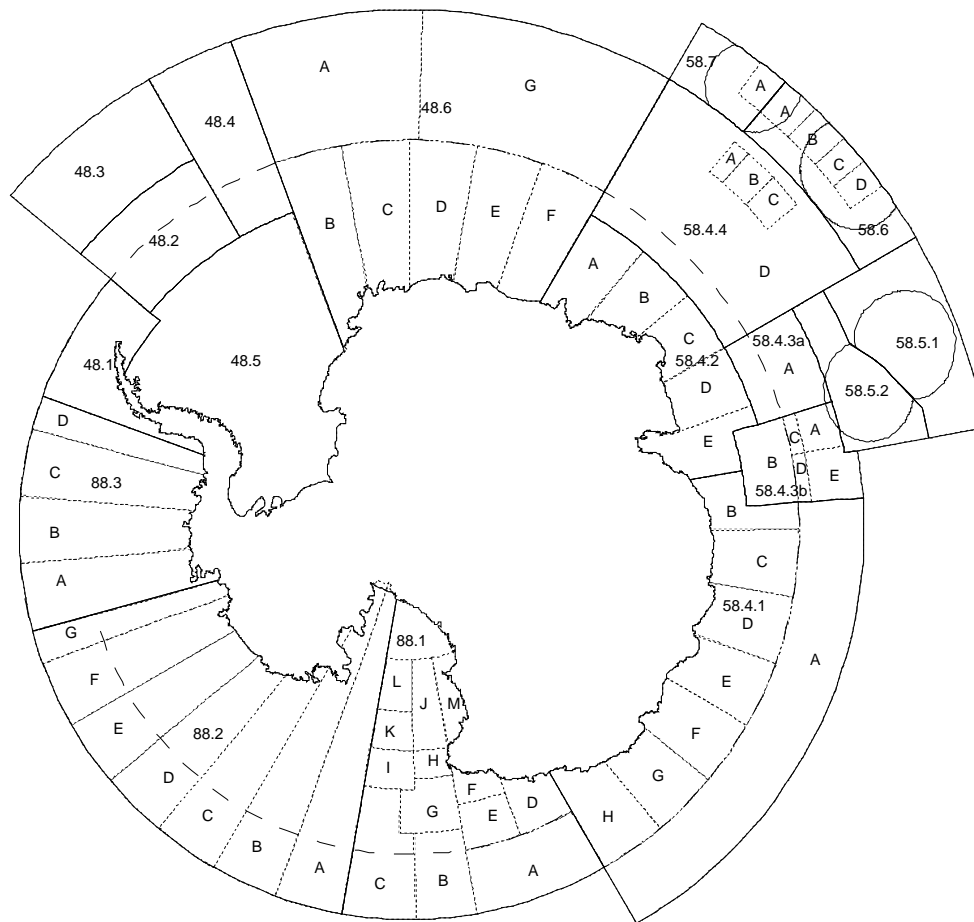 A
G
58.7
A
48.4
48.6
A
B
48.3
A
C
B
D
C
B
C
D
E
F
48.2
58.4.4
58.6
A
D
B
48.1
48.5
C
58.4.2
58.4.3a
A
58.5.1
D
58.5.2
D
E
C
A
C
88.3
B
D
E
58.4.3b
B
B
C
A
58.4.1
D
G
88.1
A
F
L
J
M
E
E
88.2
K
F
I
H
D
G
F
D
C
G
E
H
B
A
C
B
A